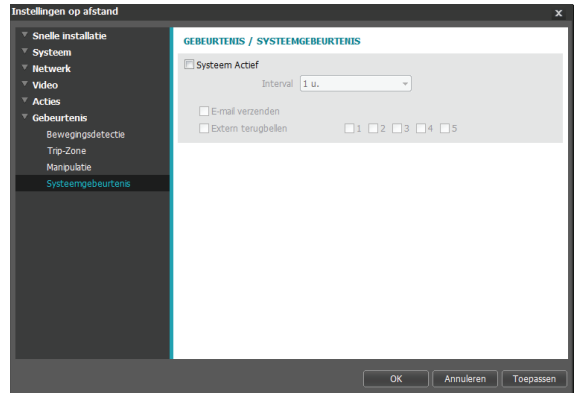 Instellingen op afstand
x
Snelle installatie
Systeem
Netwerk
Video
Acties
Gebeurtenis
Bewegingsdetectie
Trip-Zone
Manipulatie
Systeemgebeurtenis
GEBEURTENIS / SYSTEEMGEBEURTENIS
Systeem Actief
Interval 1 u.
E-mail verzenden
Extern terugbellen 1 2 3 4 5
OK Annuleren Toepassen